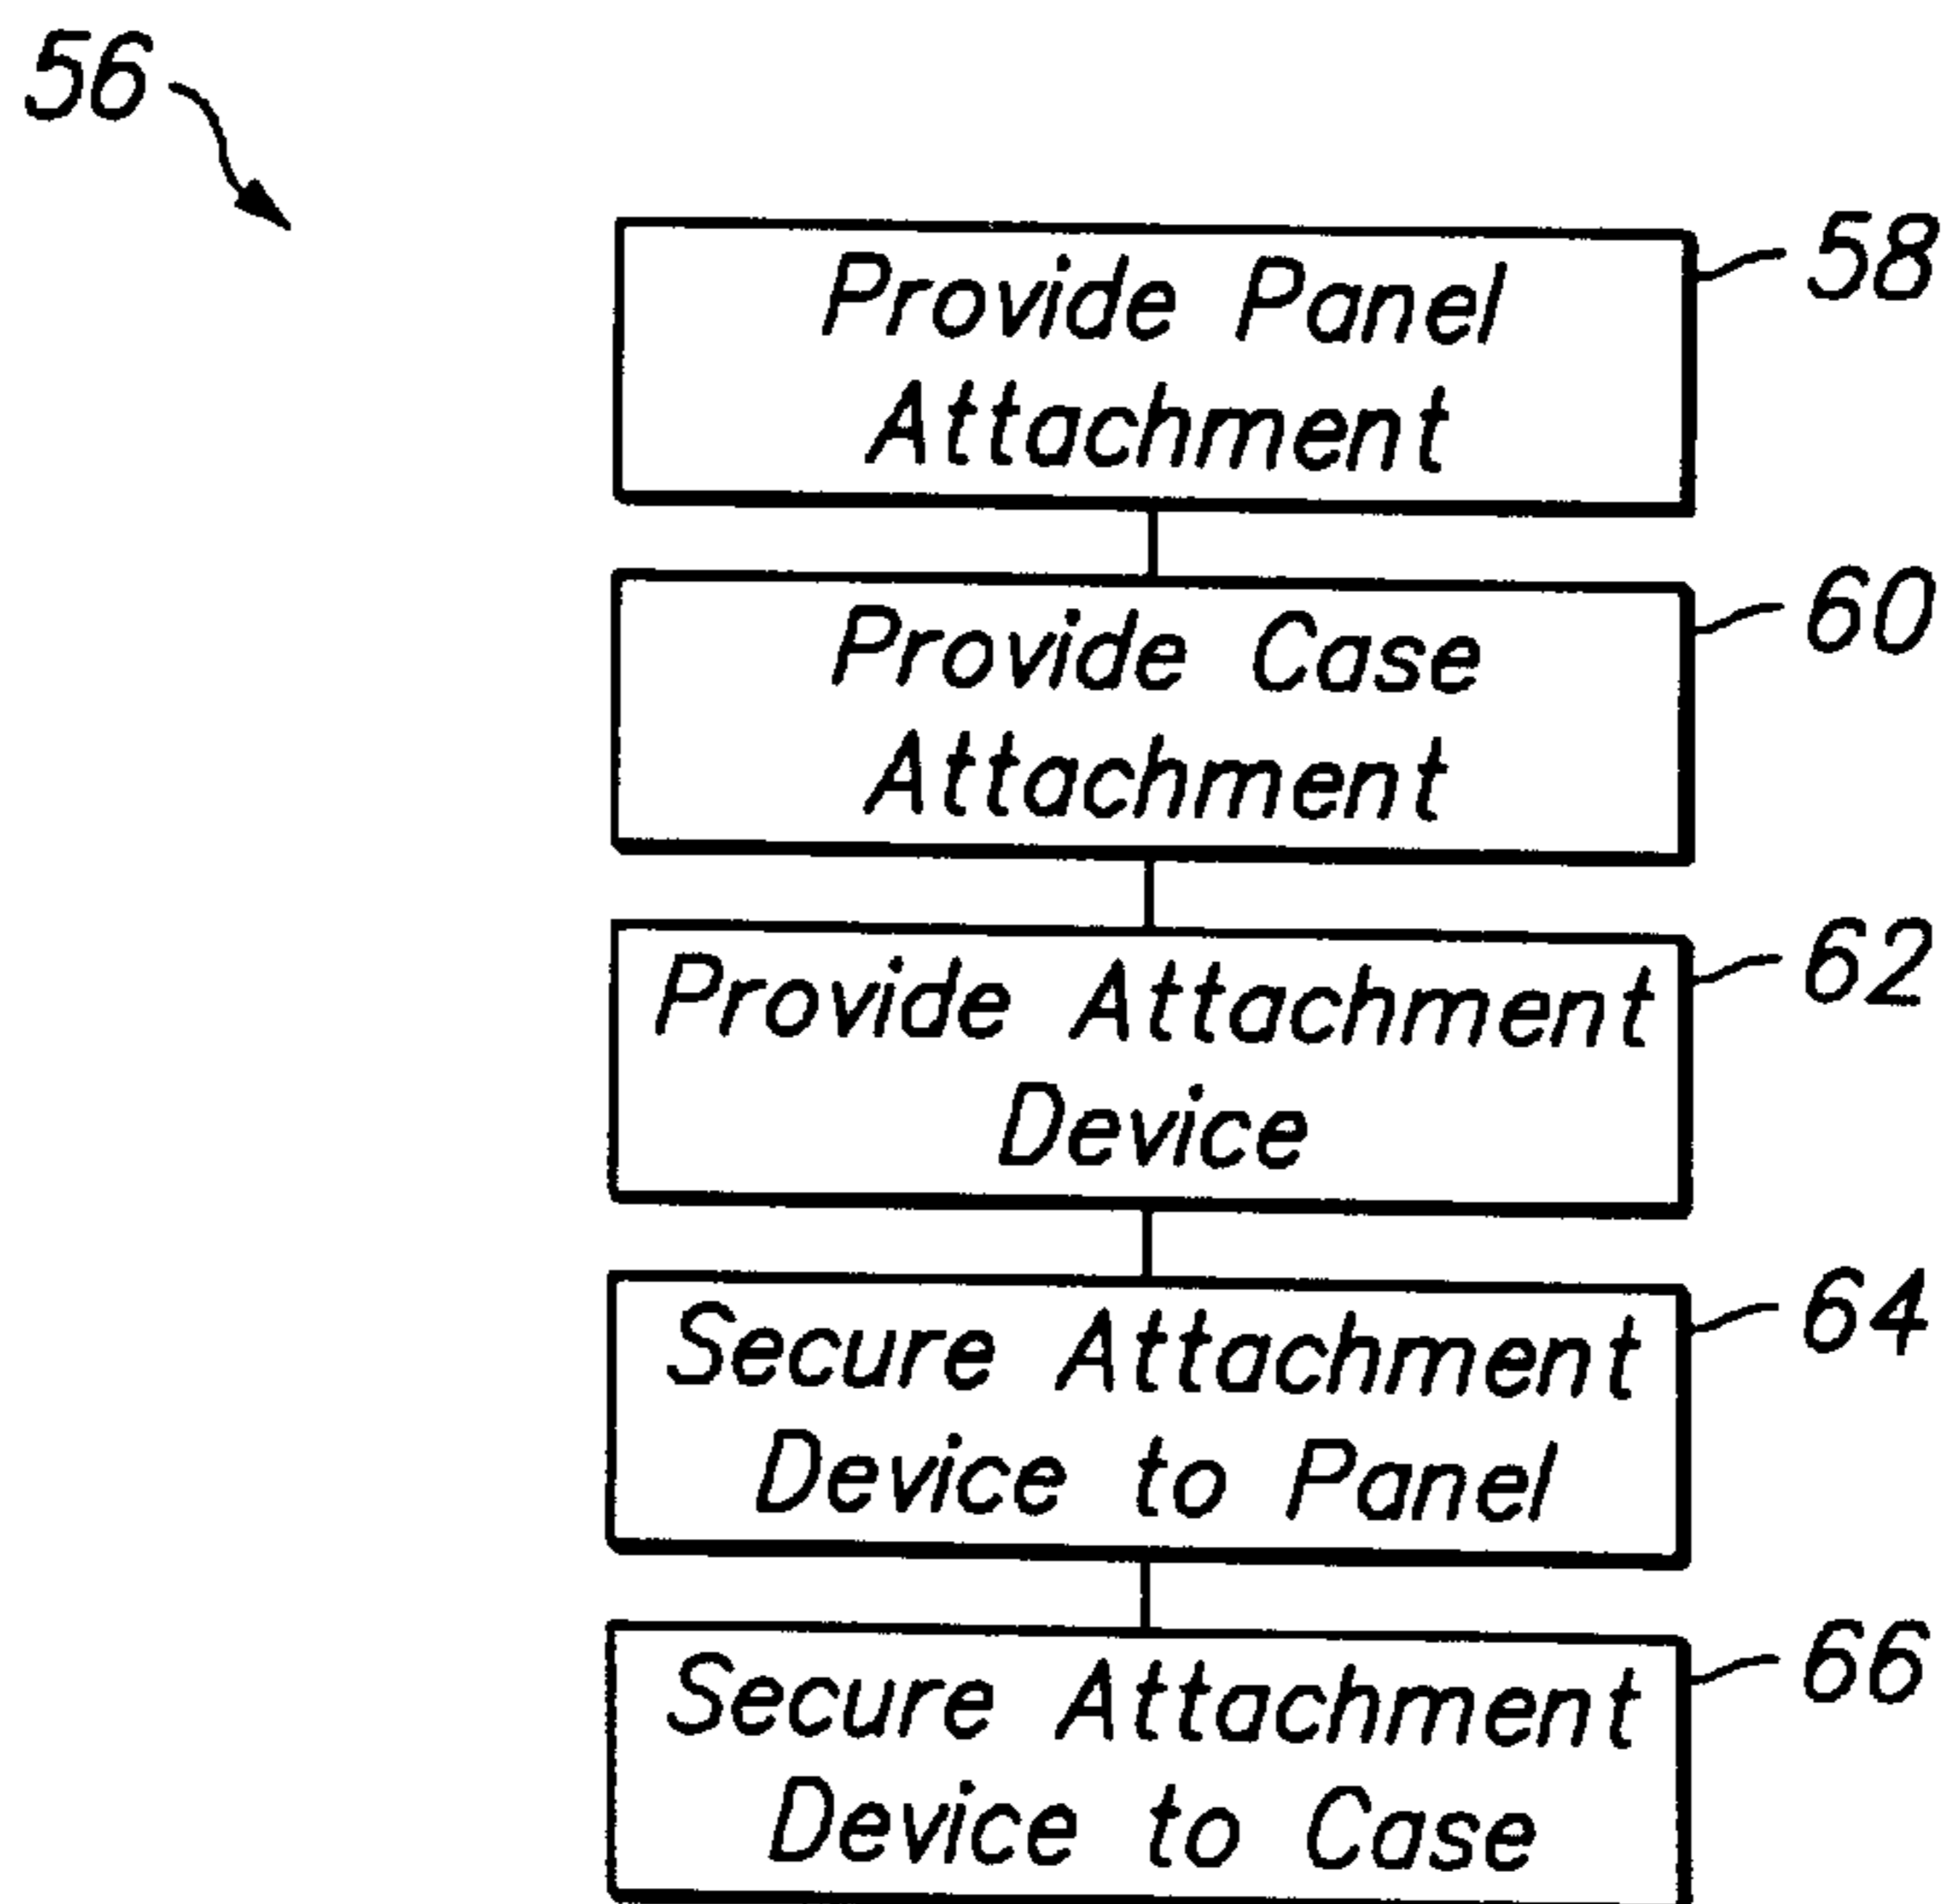 56
Provide Panel
Attachment
58
Provide Case
Attachment
60
Provide Attachment
Device
62
Secure Attachment
Device to Panel
64
Secure Attachment
Device to Case
66